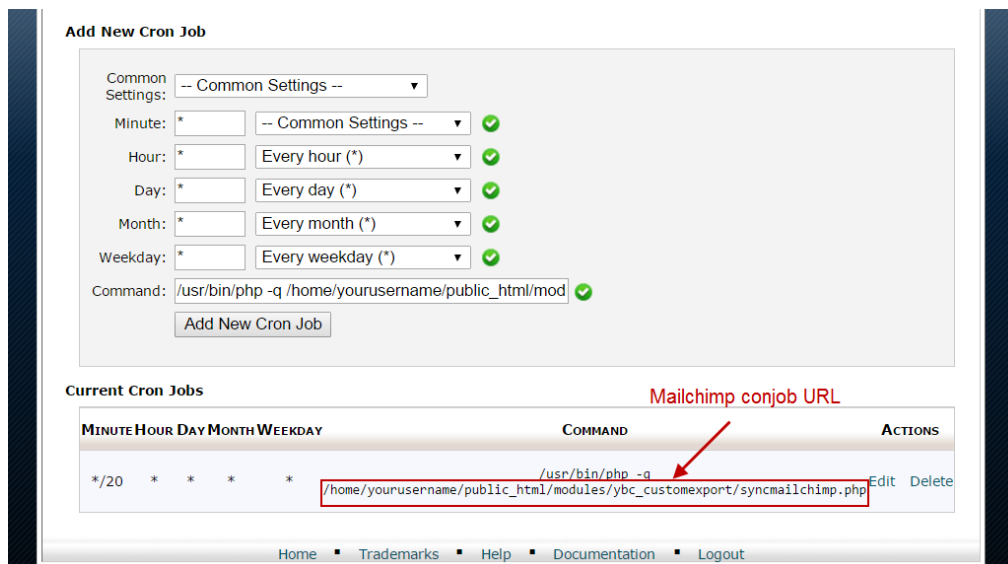 Add New Cron Job
Common Settings: -- Common Settings --
Minute: * -- Common Settings --
Hour: * Every hour (*)
Day: * Every day (*)
Month: * Every month (*)
Weekday: * Every weekday (*)
Command: /usr/bin/php -q /home/yourusername/public_html/mod
Add New Cron Job
Current Cron Jobs
Mailchimp conjob URL
MINUTE HOUR DAY MONTH WEEKDAY COMMAND ACTIONS
*/20 * * * * /usr/bin/php -q
/home/yourusername/public_html/modules/ybc_customexport/syncmailchimp.php Edit Delete
Home ▪ Trademarks ▪ Help ▪ Documentation ▪ Logout